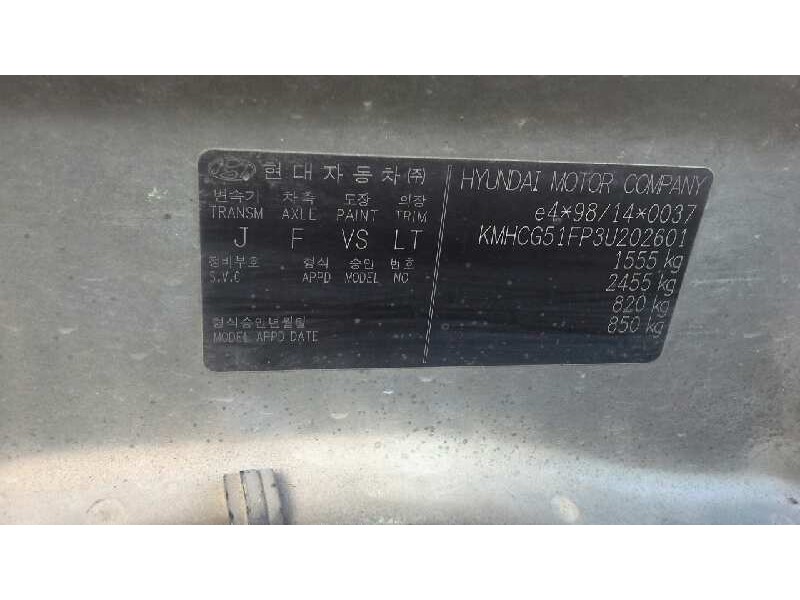 현대자동차(주)
변속기 차축 도장 의장
TRANSM AXLE PAINT TRIM
J F VS LT
정비부호 형식 승인 번호
S.V.C APPD MODEL NO
형식승인년월일
MODEL APPD DATE
HYUNDAI MOTOR COMPANY
e4*98/14*0037
KMHCG51FP3U202601
1555 kg
2455 kg
820 kg
850 kg